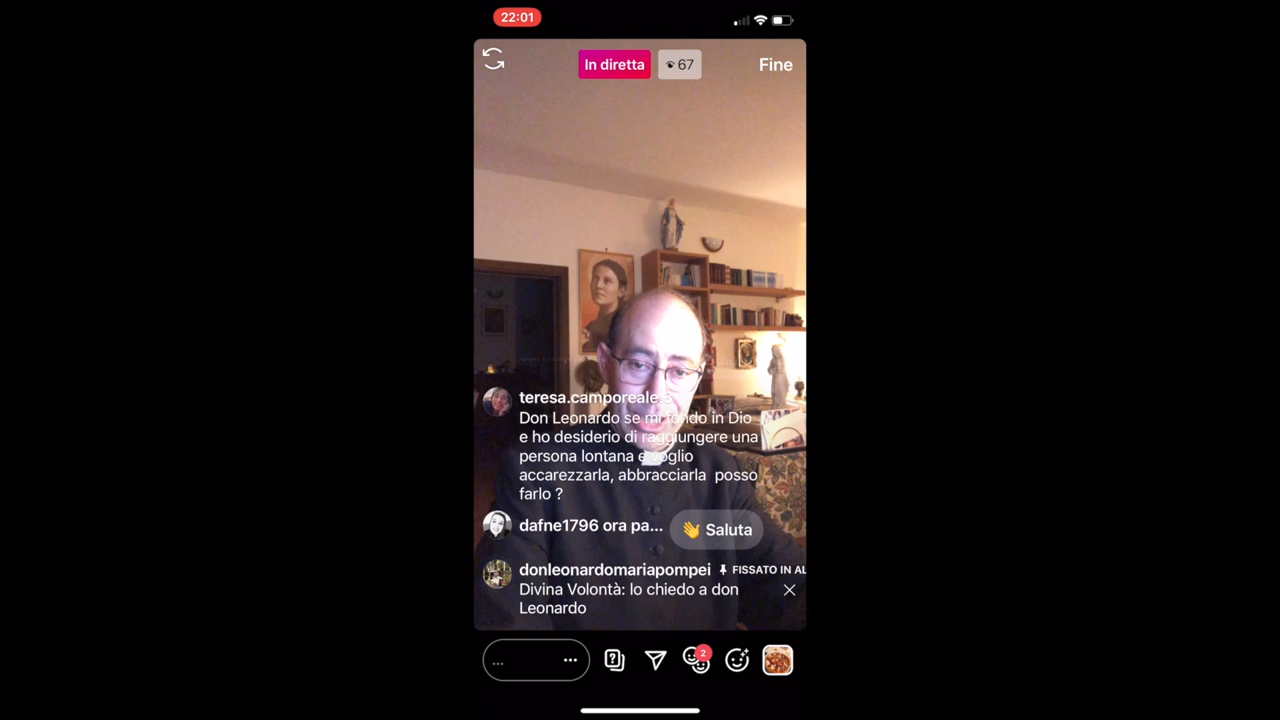 22:01
In diretta
67
Fine
teresa.camporeale.3
Don Leonardo se mi fondo in Dio
e ho desiderio di raggiungere una
persona lontana e voglio
accarezzarla, abbracciarla posso
farlo ?
dafne1796 ora pa...
👋 Saluta
donleonardomariapompei
FISSATO IN AL
Divina Volontà: lo chiedo a don
Leonardo
...
2